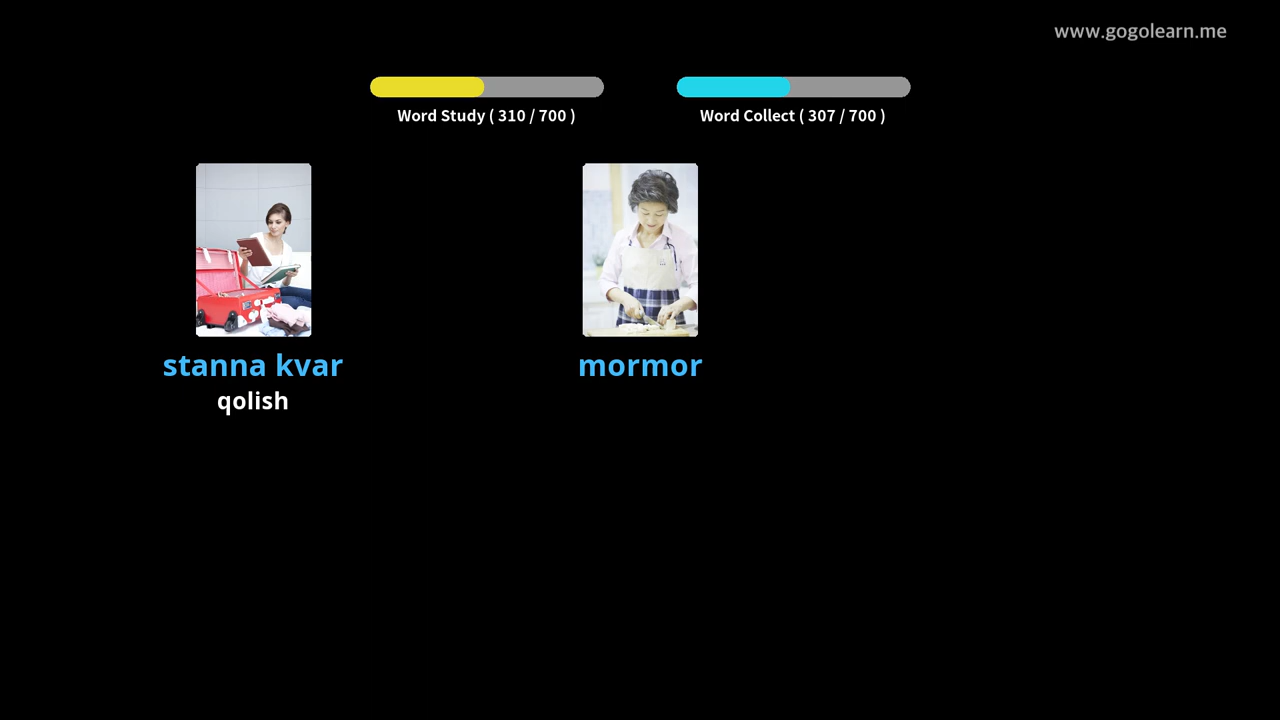 www.gogolearn.me
Word Study ( 310 / 700 )
Word Collect ( 307 / 700 )
stanna kvar
qolish
mormor